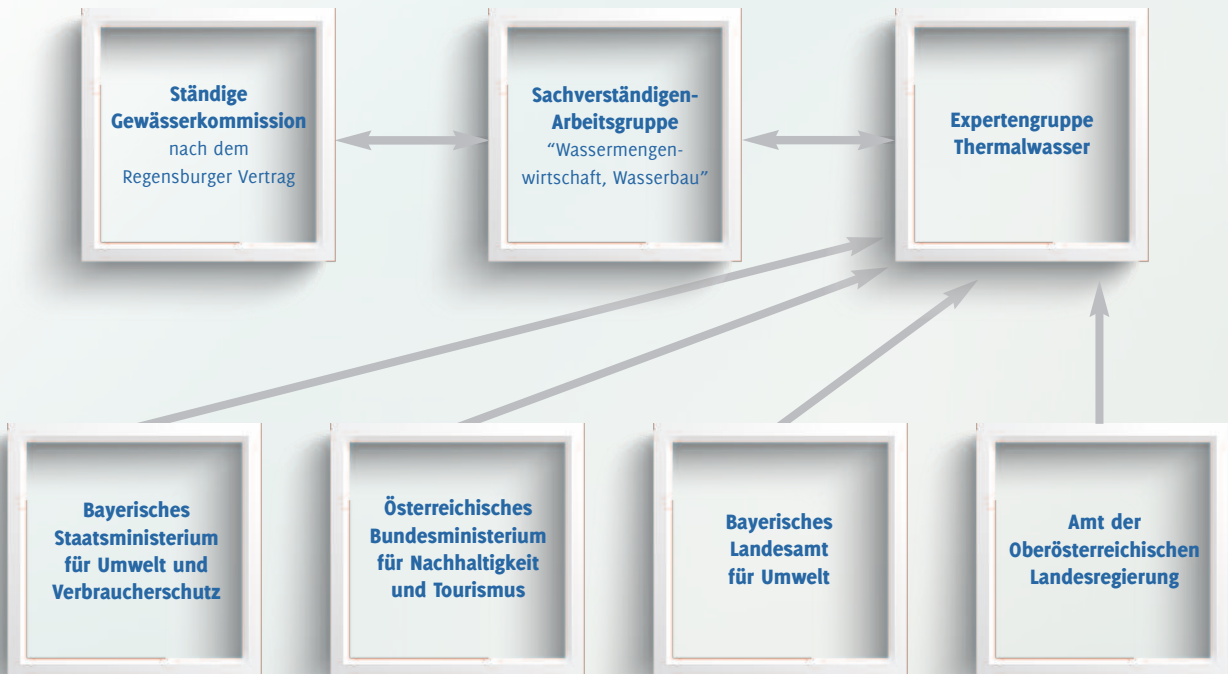 Ständige
Gewässerkommission
nach dem
Regensburger Vertrag
Sachverständigen-
Arbeitsgruppe
“Wassermengen-
wirtschaft, Wasserbau”
Expertengruppe
Thermalwasser
Bayerisches
Staatsministerium
für Umwelt und
Verbraucherschutz
Österreichisches
Bundesministerium
für Nachhaltigkeit
und Tourismus
Bayerisches
Landesamt
für Umwelt
Amt der
Oberösterreichischen
Landesregierung